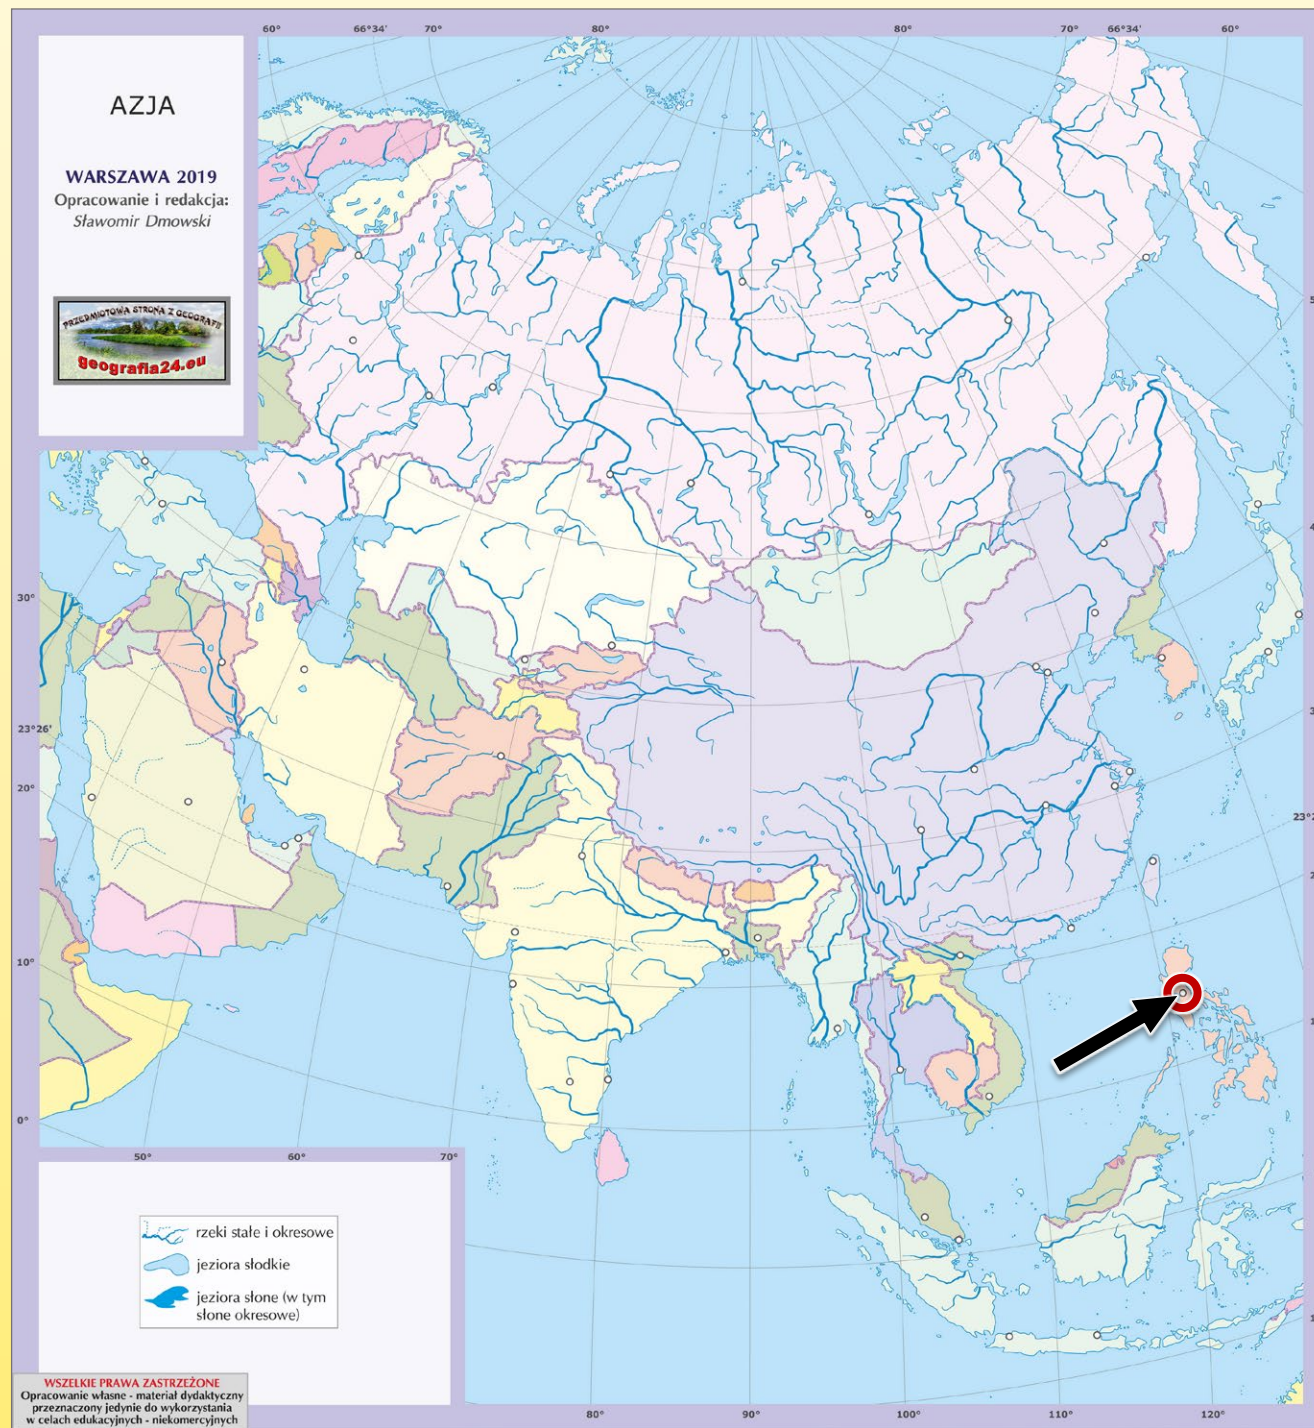 60°
66°34'
70°
80°
80°
70°
66°34'
60°
AZJA
WARSZAWA 2019
Opracowanie i redakcja:
Sławomir Dmowski
PRZEDMIOTOWA STRONA Z GEOGRAFII
geografia24.eu
30°
23°26'
20°
10°
0°
50°
60°
70°
rzeki stałe i okresowe
jeziora słodkie
jeziora słone (w tym
słone okresowe)
WSZELKIE PRAWA ZASTRZEŻONE
Opracowanie własne - materiał dydaktyczny
przeznaczony jedynie do wykorzystania
w celach edukacyjnych - niekomercyjnych
80°
90°
100°
110°
120°